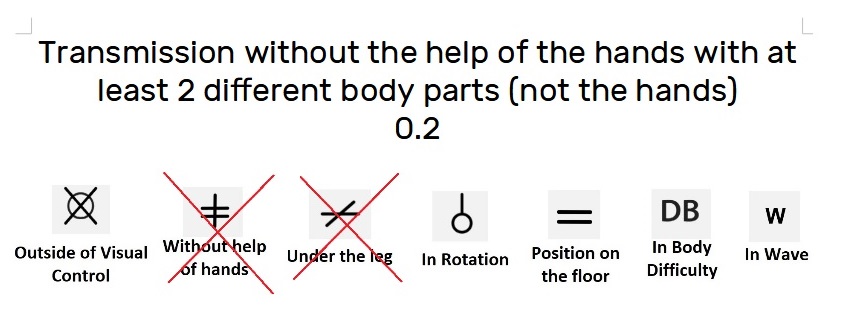 Transmission without the help of the hands with at
least 2 different body parts (not the hands)
0.2
DB
W
Outside of Visual
Control
Without help
of hands
Under the leg
In Rotation
Position on
the floor
In Body
Difficulty
In Wave